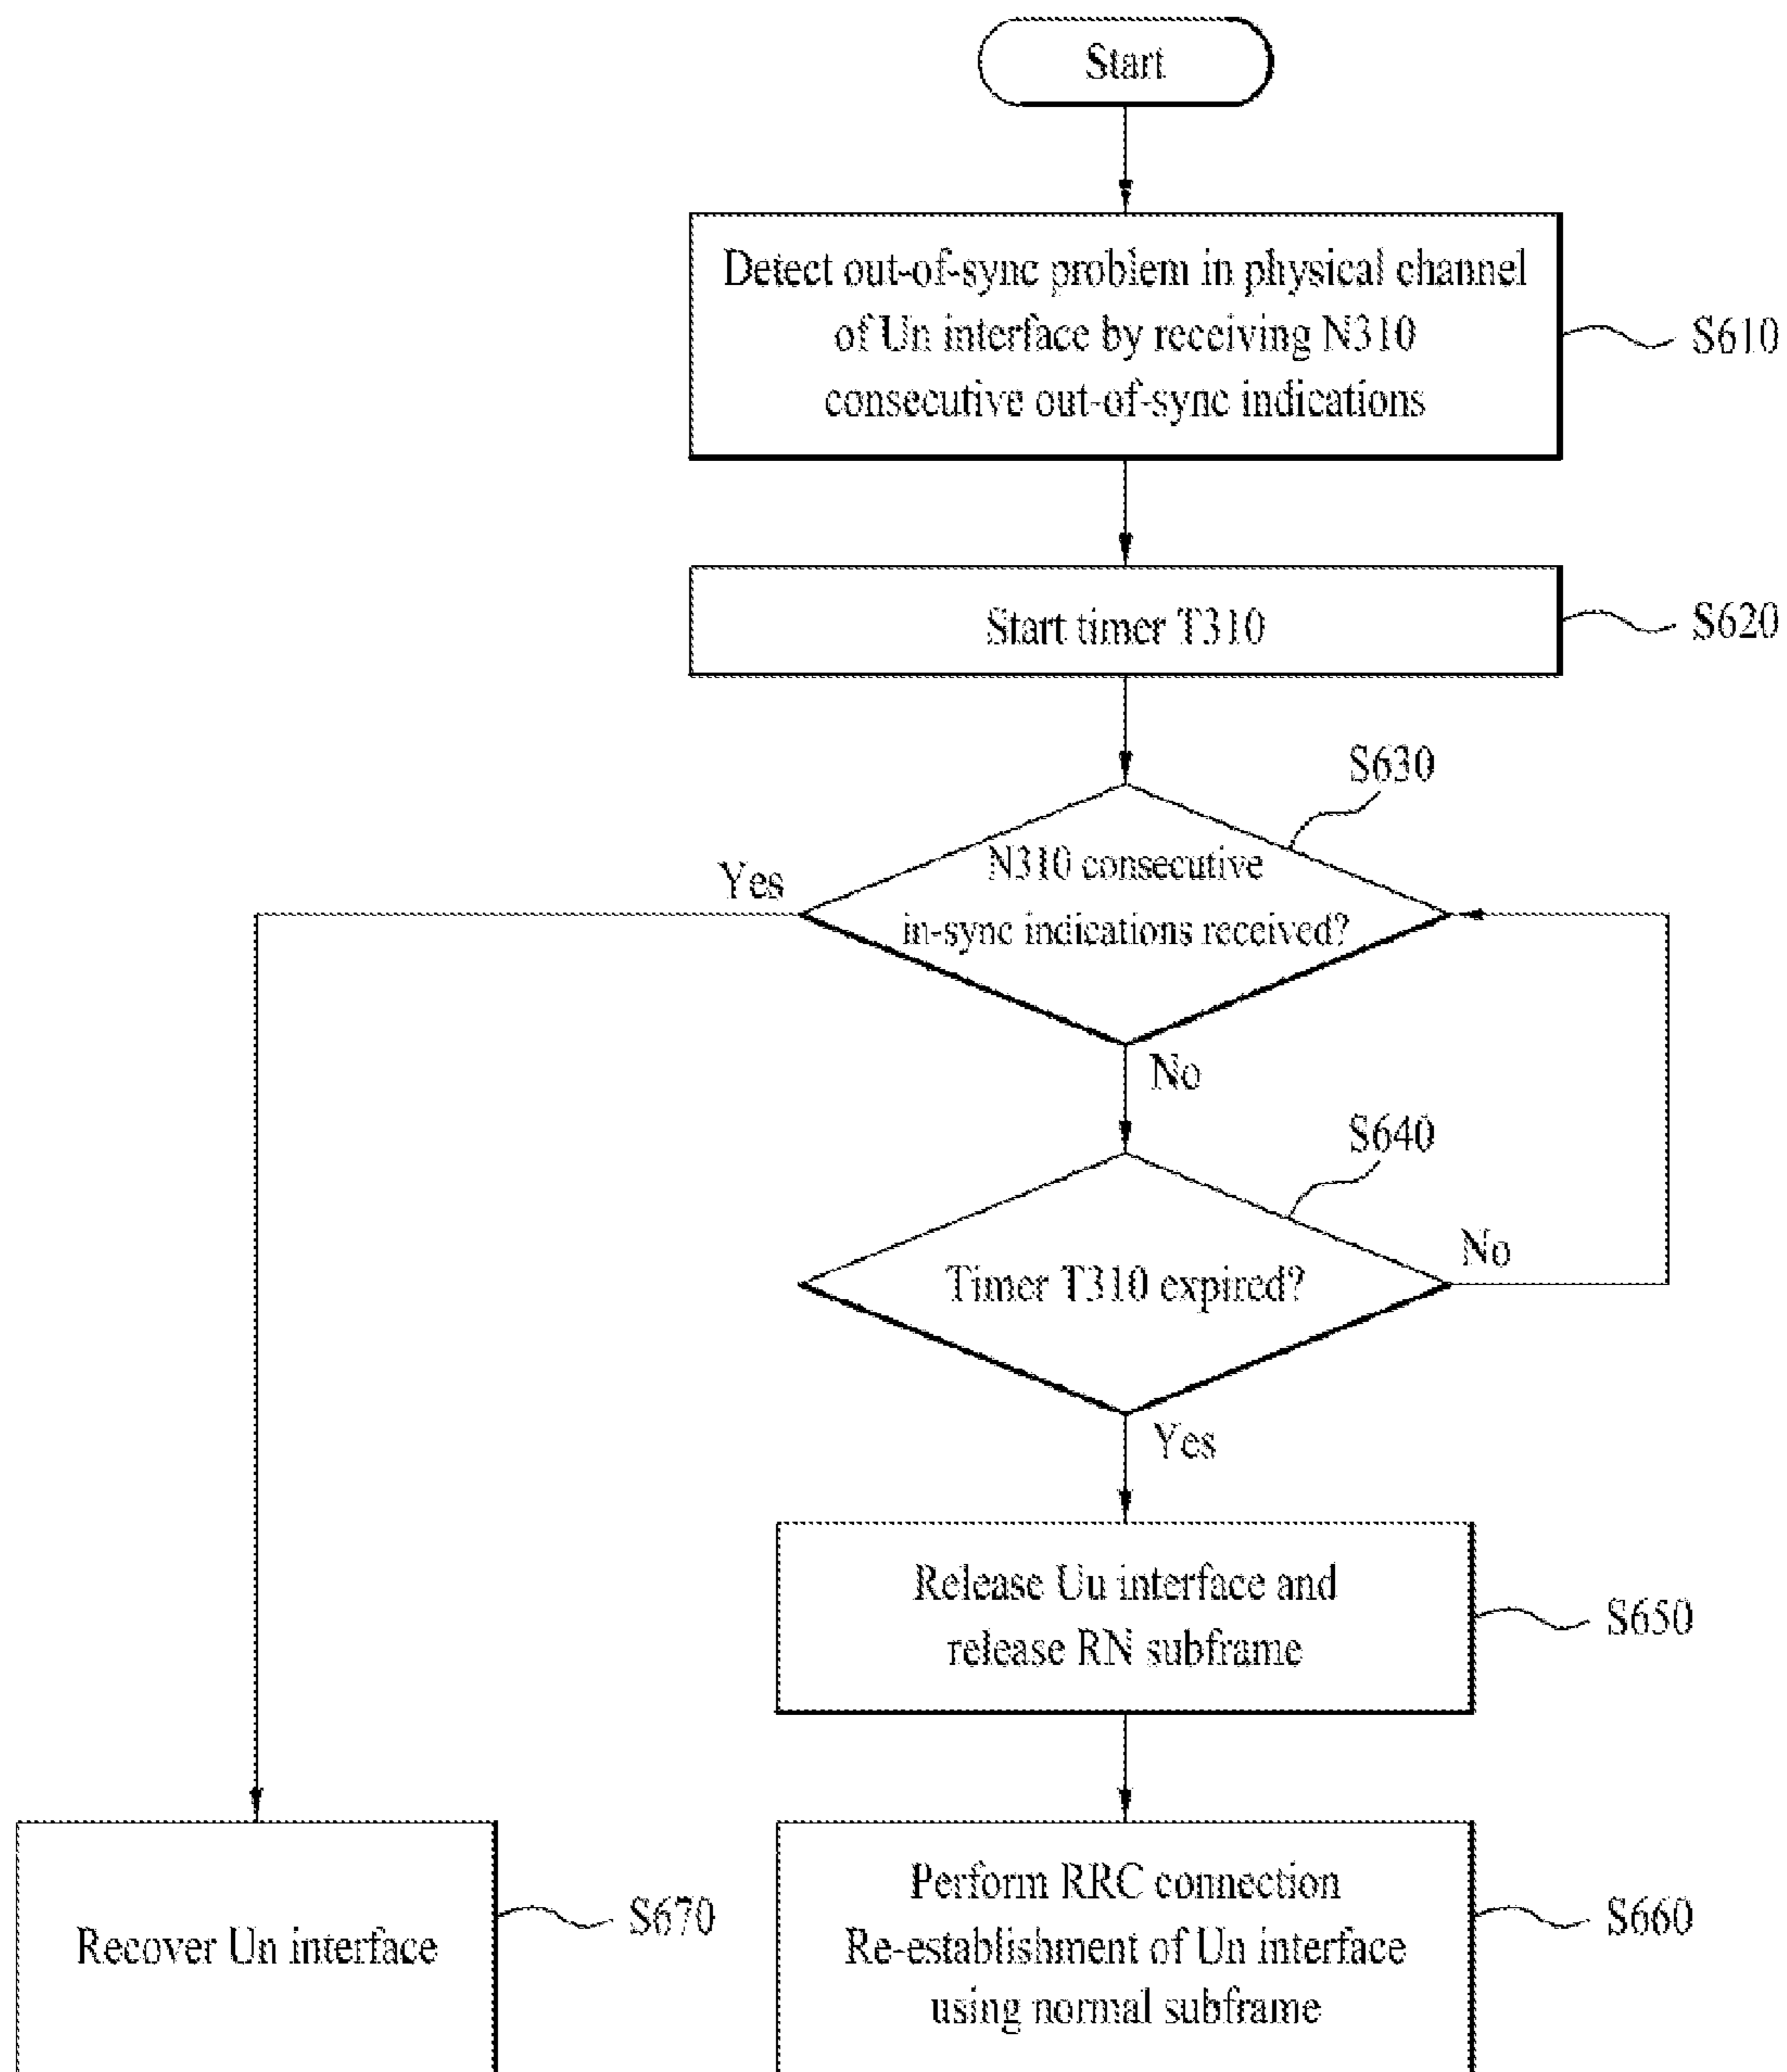 Start
Detect out-of-sync problem in physical channel
of Un interface by receiving N310
consecutive out-of-sync indications
S610
Start timer T310
S620
S630
N310 consecutive
in-sync indications received?
Yes
No
S640
Timer T310 expired?
No
Yes
Release Uu interface and
release RN subframe
S650
Perform RRC connection
Re-establishment of Un interface
using normal subframe
S660
Recover Un interface
S670